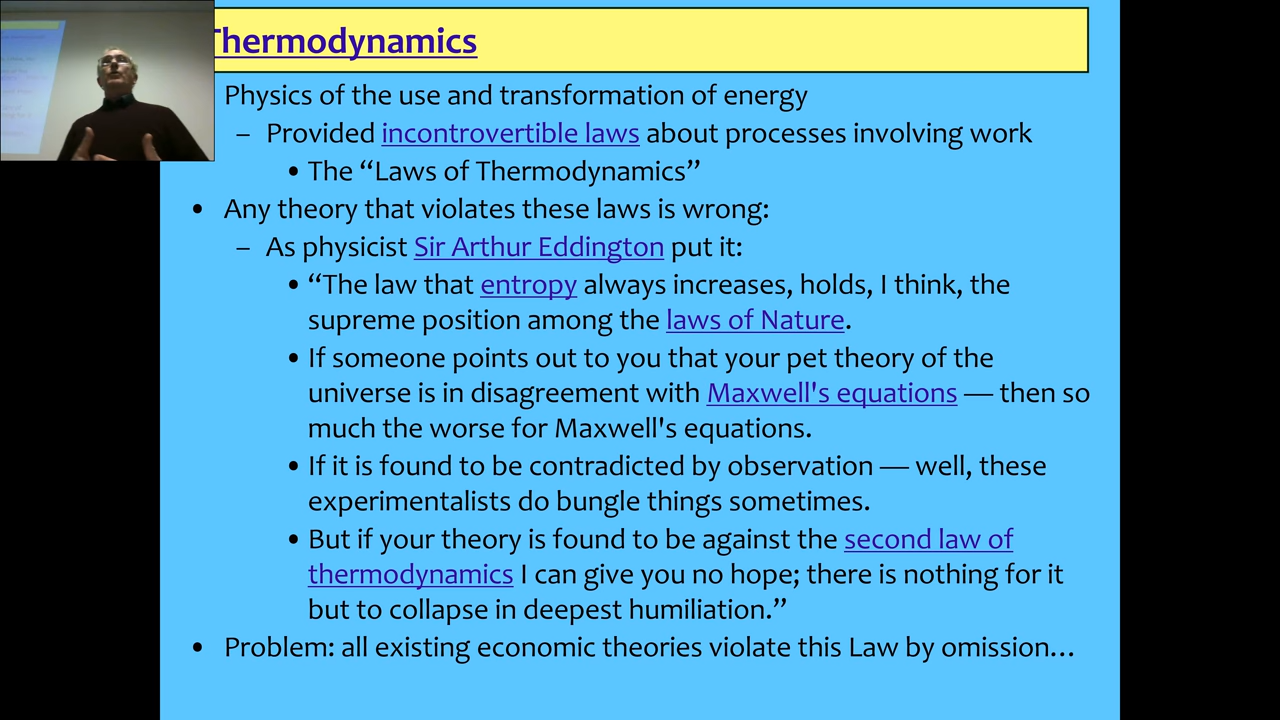 Thermodynamics
Physics of the use and transformation of energy
– Provided incontrovertible laws about processes involving work
• The “Laws of Thermodynamics”
• Any theory that violates these laws is wrong:
– As physicist Sir Arthur Eddington put it:
• “The law that entropy always increases, holds, I think, the
supreme position among the laws of Nature.
• If someone points out to you that your pet theory of the
universe is in disagreement with Maxwell's equations — then so
much the worse for Maxwell's equations.
• If it is found to be contradicted by observation — well, these
experimentalists do bungle things sometimes.
• But if your theory is found to be against the second law of
thermodynamics I can give you no hope; there is nothing for it
but to collapse in deepest humiliation.”
• Problem: all existing economic theories violate this Law by omission…